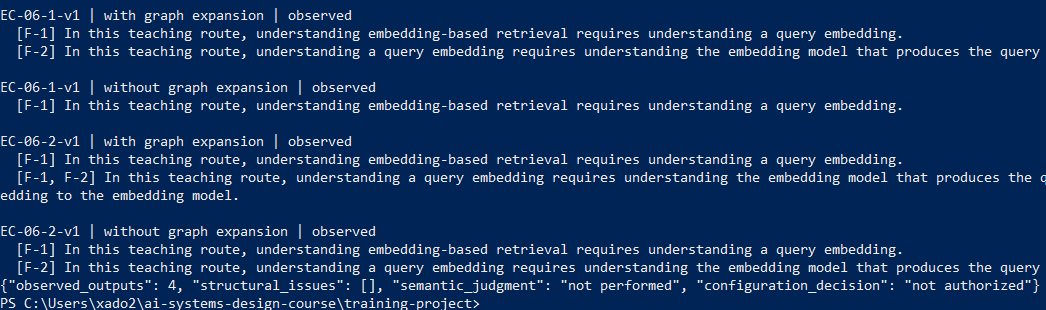 EC-06-1-v1 | with graph expansion | observed
[F-1] In this teaching route, understanding embedding-based retrieval requires understanding a query embedding.
[F-2] In this teaching route, understanding a query embedding requires understanding the embedding model that produces the query
EC-06-1-v1 | without graph expansion | observed
[F-1] In this teaching route, understanding embedding-based retrieval requires understanding a query embedding.
EC-06-2-v1 | with graph expansion | observed
[F-1] In this teaching route, understanding embedding-based retrieval requires understanding a query embedding.
[F-1, F-2] In this teaching route, understanding a query embedding requires understanding the embedding model that produces the q
edding to the embedding model.
EC-06-2-v1 | without graph expansion | observed
[F-1] In this teaching route, understanding embedding-based retrieval requires understanding a query embedding.
[F-2] In this teaching route, understanding a query embedding requires understanding the embedding model that produces the query
{"observed_outputs": 4, "structural_issues": [], "semantic_judgment": "not performed", "configuration_decision": "not authorized"}
PS C:\Users\xado2\ai-systems-design-course\training-project>